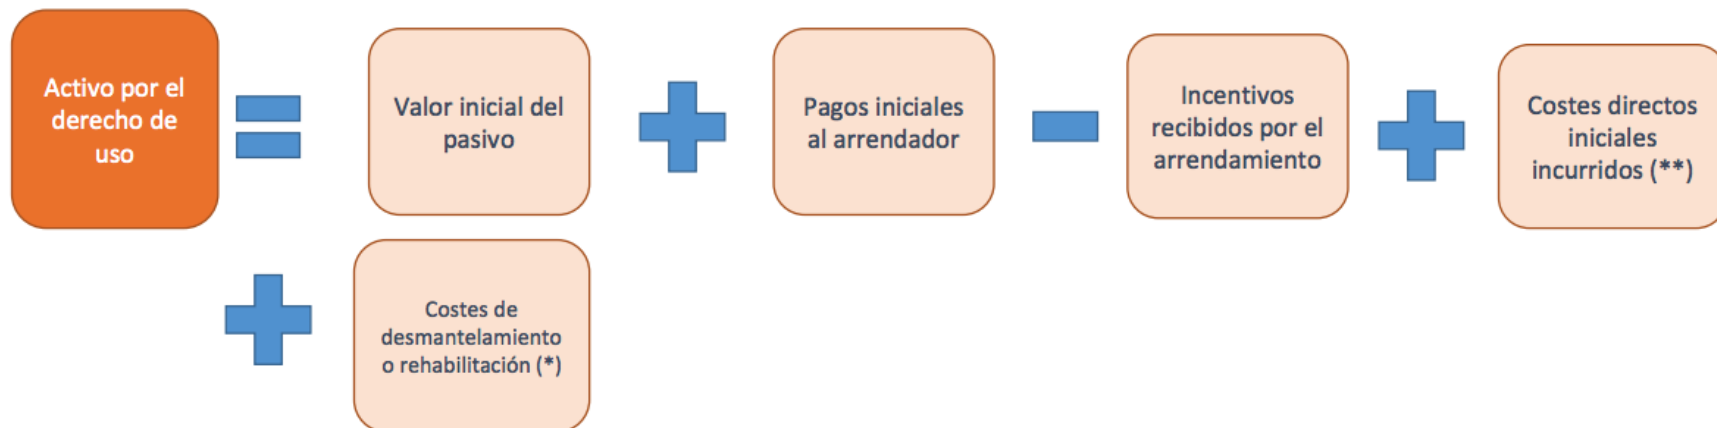 Activo por el
derecho de
uso
Valor inicial del
pasivo
Pagos iniciales
al arrendador
Incentivos
recibidos por el
arrendamiento
Costes directos
iniciales
incurridos (**)
Costes de
desmantelamiento
o rehabilitación (*)